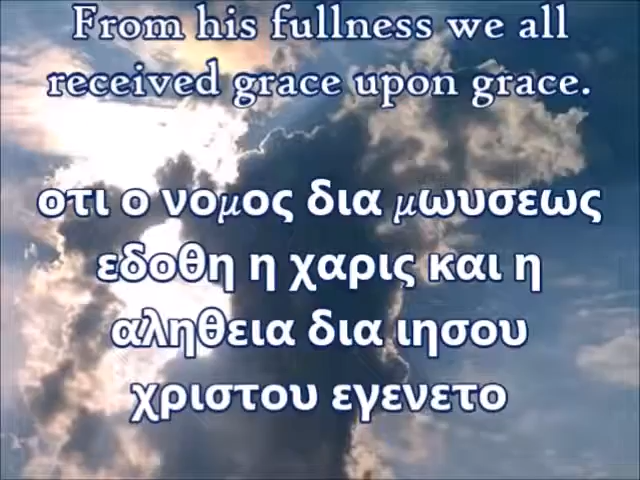 From his fullness we all
received grace upon grace.
οτι ο νομος δια μωυσεως
εδοθη η χαρις και η
αληθεια δια ιησου
χριστου εγενετο